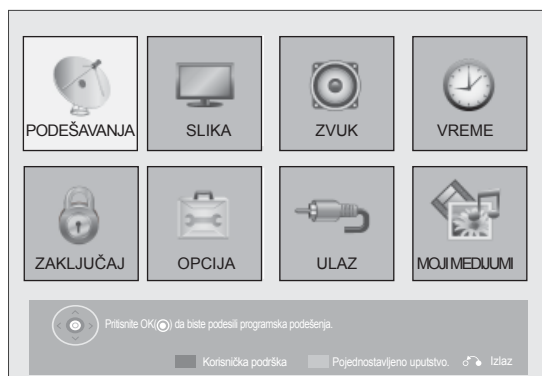 PODEŠAVANJA SLIKA ZVUK VREME
ZAKLJUČAJ OPCIJA ULAZ MOJI MEDIJUMI
Pritisnite OK(◉) da biste podesili programska podešenja.
Korisnička podrška Pojednostavljeno uputstvo. Izlaz